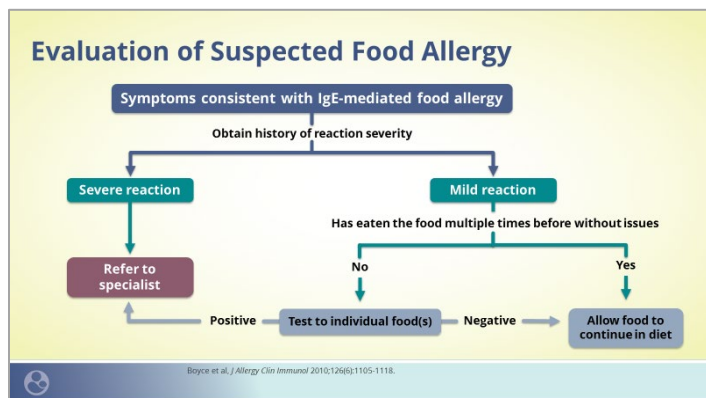 Evaluation of Suspected Food Allergy
Symptoms consistent with IgE-mediated food allergy
Obtain history of reaction severity
Severe reaction
Mild reaction
Has eaten the food multiple times before without issues
No
Yes
Refer to
specialist
Positive
Test to individual food(s)
Negative
Allow food to
continue in diet
Boyce et al, J Allergy Clin Immunol 2010;126(6):1105-1118.